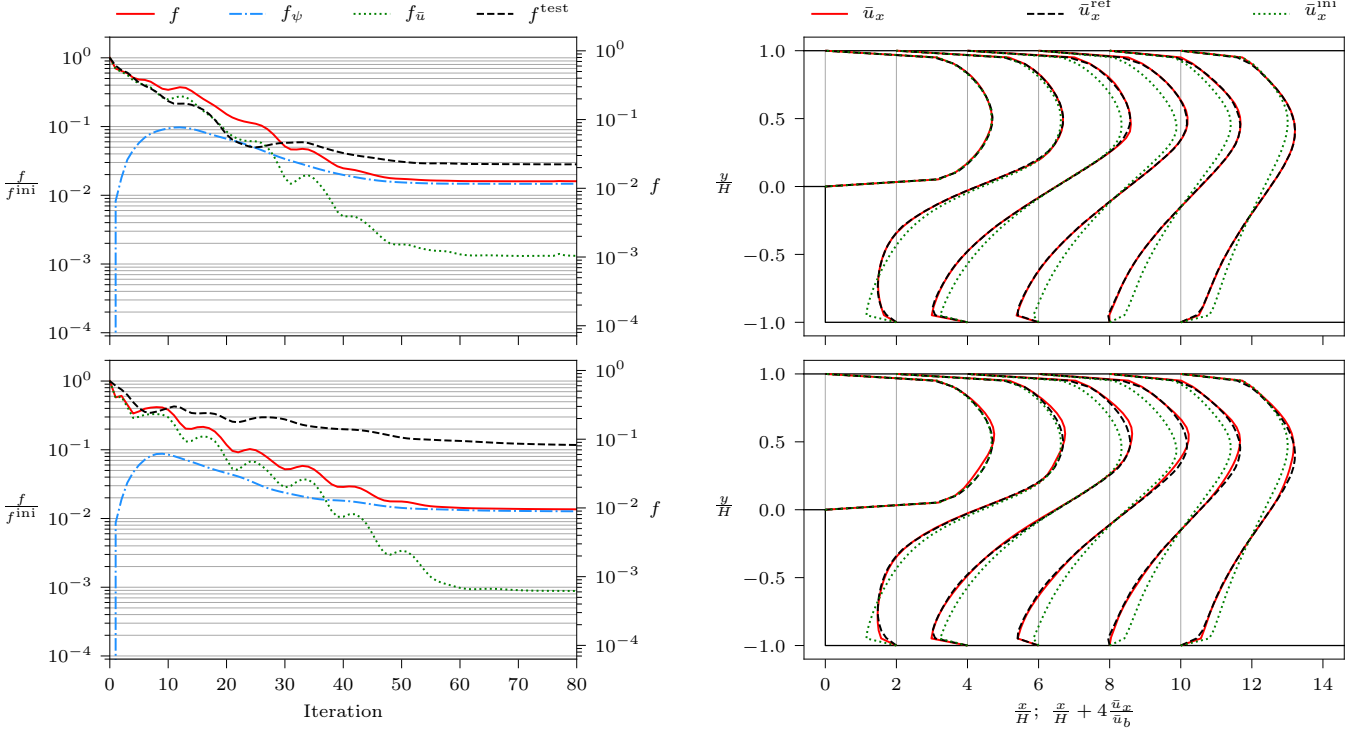 f f_ψ f_ū f^test
ū_x ū_x^ref ū_x^ini
10^0
10^−1
10^−2
10^−3
10^−4
f/f^ini
10^0
10^−1
10^−2
10^−3
10^−4
f
1.0
0.5
0.0
−0.5
−1.0
y/H
10^0
10^−1
10^−2
10^−3
10^−4
f/f^ini
0 10 20 30 40 50 60 70 80
Iteration
10^0
10^−1
10^−2
10^−3
10^−4
f
1.0
0.5
0.0
−0.5
−1.0
y/H
0 2 4 6 8 10 12 14
x/H; x/H + 4 ū_x/ū_b